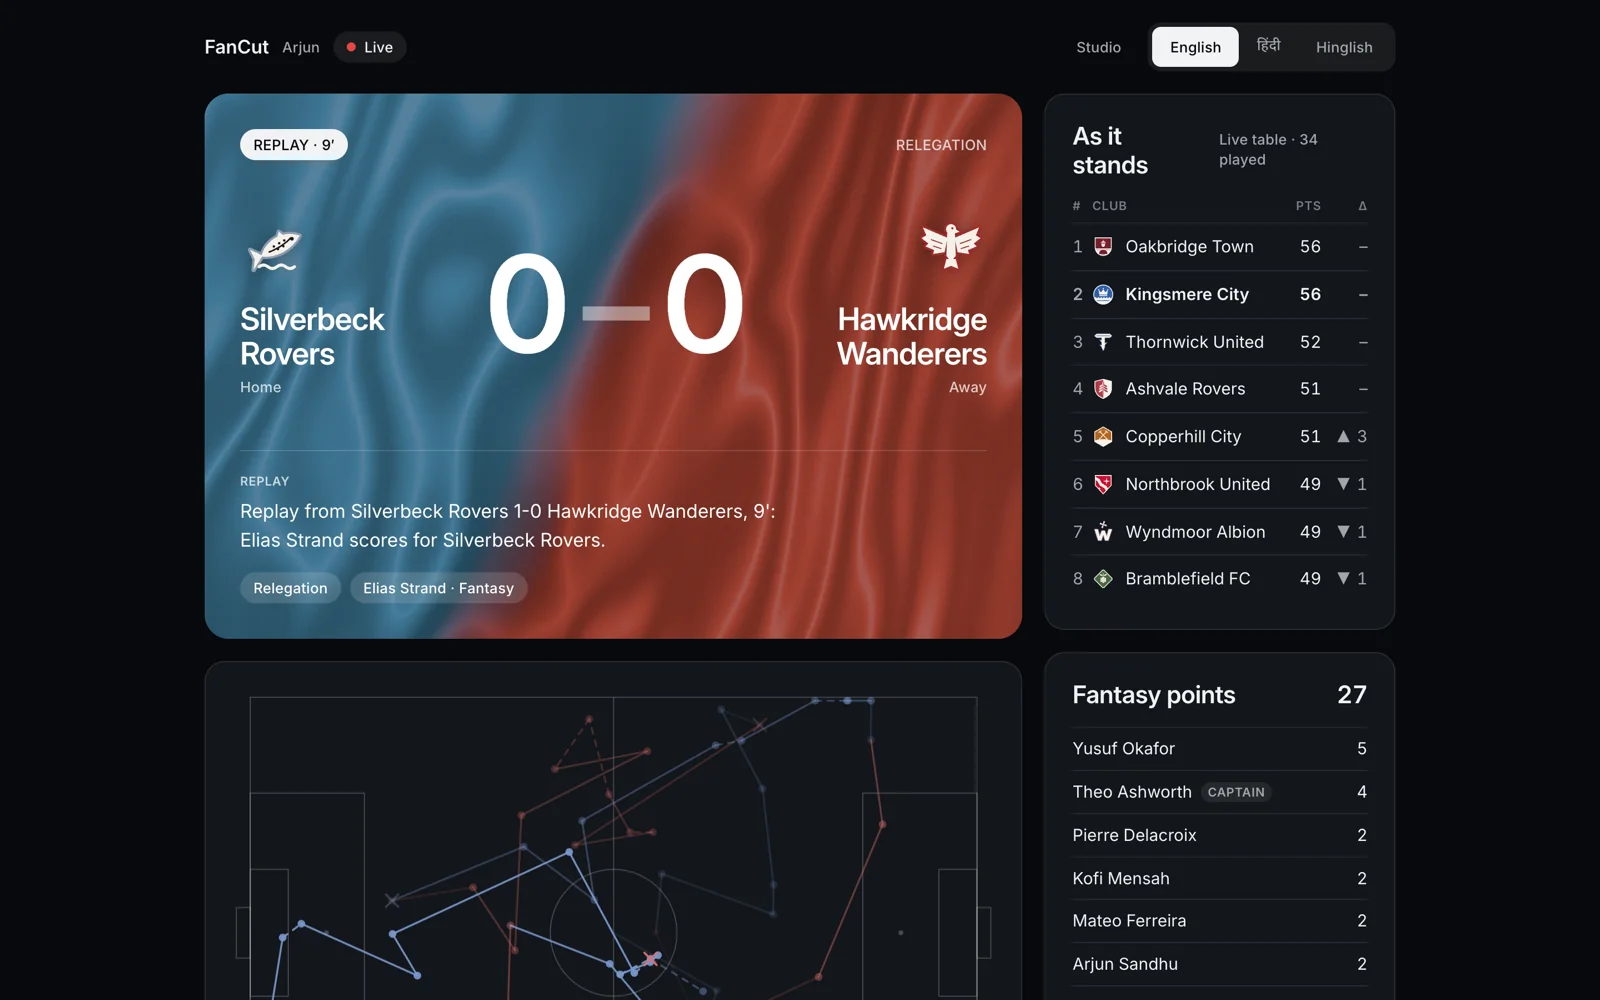 FanCut Arjun Live
Studio English हिंदी Hinglish
REPLAY · 9′
RELEGATION
Silverbeck
Rovers
Home
0 – 0
Hawkridge
Wanderers
Away
REPLAY
Replay from Silverbeck Rovers 1-0 Hawkridge Wanderers, 9':
Elias Strand scores for Silverbeck Rovers.
Relegation
Elias Strand · Fantasy
As it
stands
Live table · 34
played
# CLUB PTS Δ
1 Oakbridge Town 56 –
2 Kingsmere City 56 –
3 Thornwick United 52 –
4 Ashvale Rovers 51 –
5 Copperhill City 51 ▲ 3
6 Northbrook United 49 ▼ 1
7 Wyndmoor Albion 49 ▼ 1
8 Bramblefield FC 49 ▼ 1
Fantasy points 27
Yusuf Okafor 5
Theo Ashworth CAPTAIN 4
Pierre Delacroix 2
Kofi Mensah 2
Mateo Ferreira 2
Arjun Sandhu 2